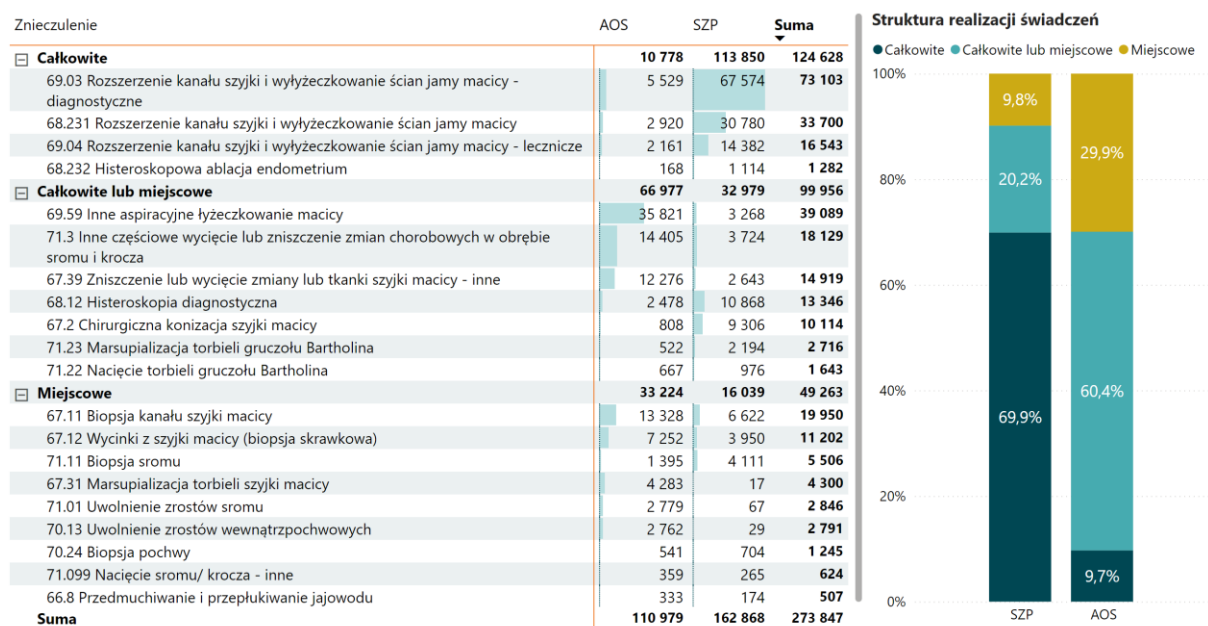 Znieczulenie AOS SZP Suma
Całkowite 10 778 113 850 124 628
69.03 Rozszerzenie kanału szyjki i wyłyżeczkowanie ścian jamy macicy - 5 529 67 574 73 103
diagnostyczne
68.231 Rozszerzenie kanału szyjki i wyłyżeczkowanie ścian jamy macicy 2 920 30 780 33 700
69.04 Rozszerzenie kanału szyjki i wyłyżeczkowanie ścian jamy macicy - lecznicze 2 161 14 382 16 543
68.232 Histeroskopowa ablacja endometrium 168 1 114 1 282
Całkowite lub miejscowe 66 977 32 979 99 956
69.59 Inne aspiracyjne łyżeczkowanie macicy 35 821 3 268 39 089
71.3 Inne częściowe wycięcie lub zniszczenie zmian chorobowych w obrębie 14 405 3 724 18 129
sromu i krocza
67.39 Zniszczenie lub wycięcie zmiany lub tkanki szyjki macicy - inne 12 276 2 643 14 919
68.12 Histeroskopia diagnostyczna 2 478 10 868 13 346
67.2 Chirurgiczna konizacja szyjki macicy 808 9 306 10 114
71.23 Marsupializacja torbieli gruczołu Bartholina 522 2 194 2 716
71.22 Nacięcie torbieli gruczołu Bartholina 667 976 1 643
Miejscowe 33 224 16 039 49 263
67.11 Biopsja kanału szyjki macicy 13 328 6 622 19 950
67.12 Wycinki z szyjki macicy (biopsja skrawkowa) 7 252 3 950 11 202
71.11 Biopsja sromu 1 395 4 111 5 506
67.31 Marsupializacja torbieli szyjki macicy 4 283 17 4 300
71.01 Uwolnienie zrostów sromu 2 779 67 2 846
70.13 Uwolnienie zrostów wewnątrzpochwowych 2 762 29 2 791
70.24 Biopsja pochwy 541 704 1 245
71.099 Nacięcie sromu/ krocza - inne 359 265 624
66.8 Przedmuchiwanie i przepłukiwanie jajowodu 333 174 507
Suma 110 979 162 868 273 847
Struktura realizacji świadczeń
Całkowite Całkowite lub miejscowe Miejscowe
100%
9,8%
29,9%
80%
20,2%
60%
60,4%
40%
69,9%
20%
9,7%
0%
SZP AOS